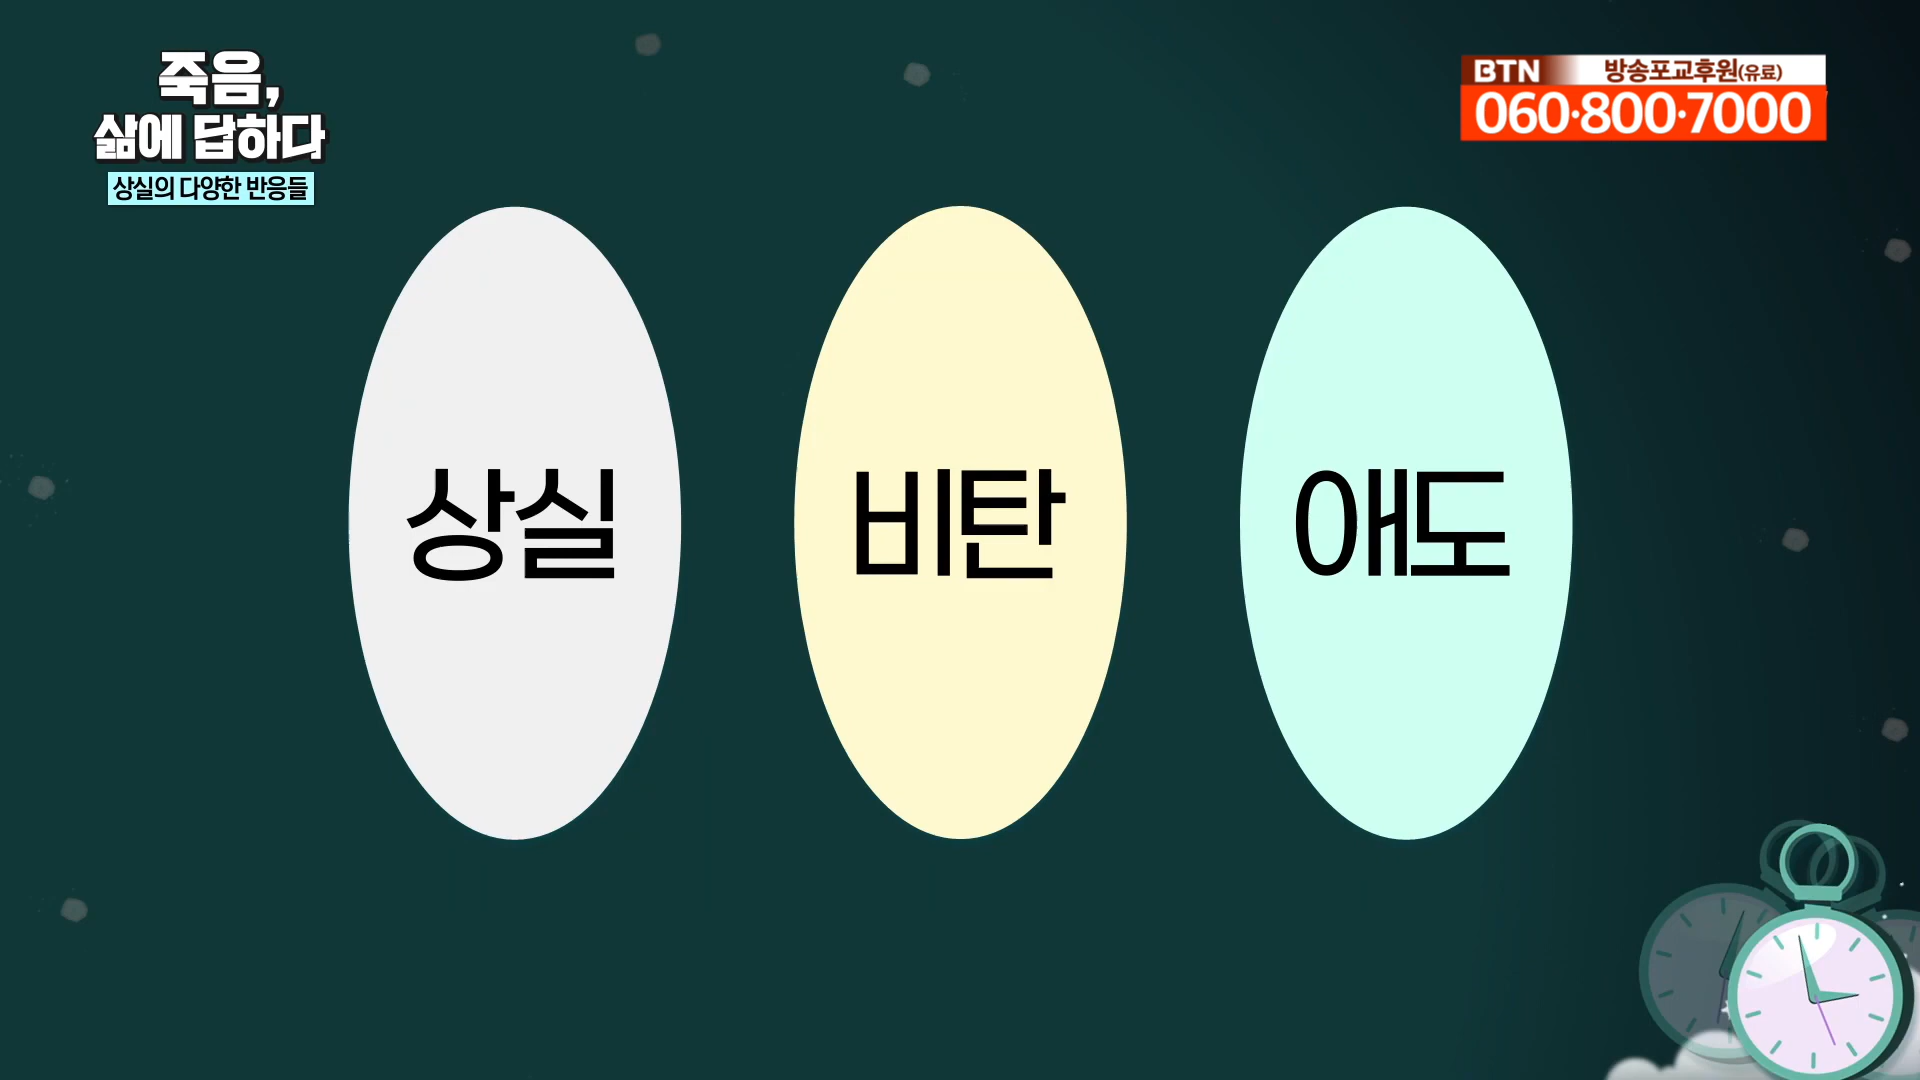 죽음,
삶에 답하다
상실의 다양한 반응들
BTN 방송포교후원(유료)
060·800·7000
상실 비탄 애도